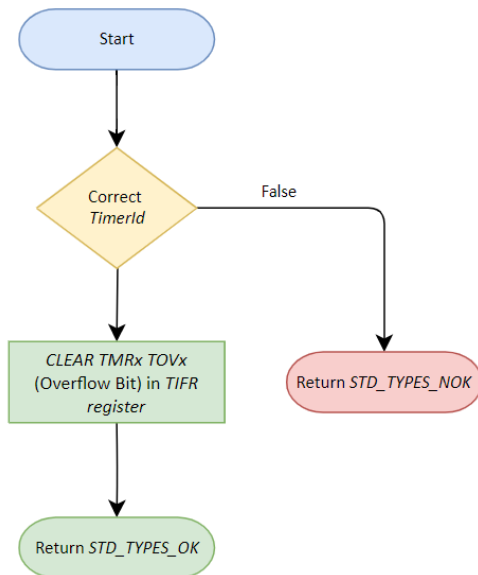 Start
Correct
TimerId
False
CLEAR TMRx TOVx
(Overflow Bit) in TIFR
register
Return STD_TYPES_NOK
Return STD_TYPES_OK